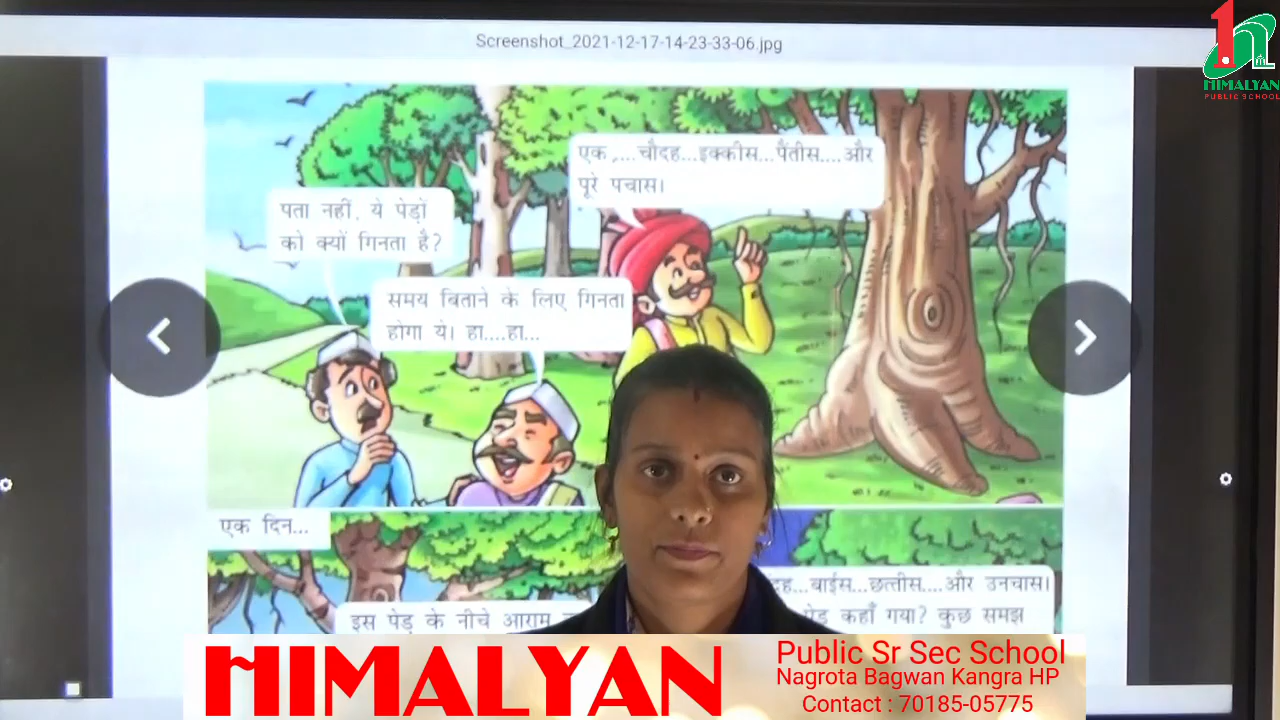 Screenshot_2021-12-17-14-23-33-06.jpg
HIMALYAN
PUBLIC SCHOOL
एक ....चौदह...इक्कीस...पैंतीस....और
पूरे पचास।
पता नहीं, ये पेड़ों
को क्यों गिनता है?
समय बिताने के लिए गिनता
होगा ये। हा....हा...
एक दिन...
इस पेड़ के नीचे आराम
...बाईस...छत्तीस....और उनचास।
पेड़ कहाँ गया? कुछ समझ
HIMALYAN
Public Sr Sec School
Nagrota Bagwan Kangra HP
Contact : 70185-05775